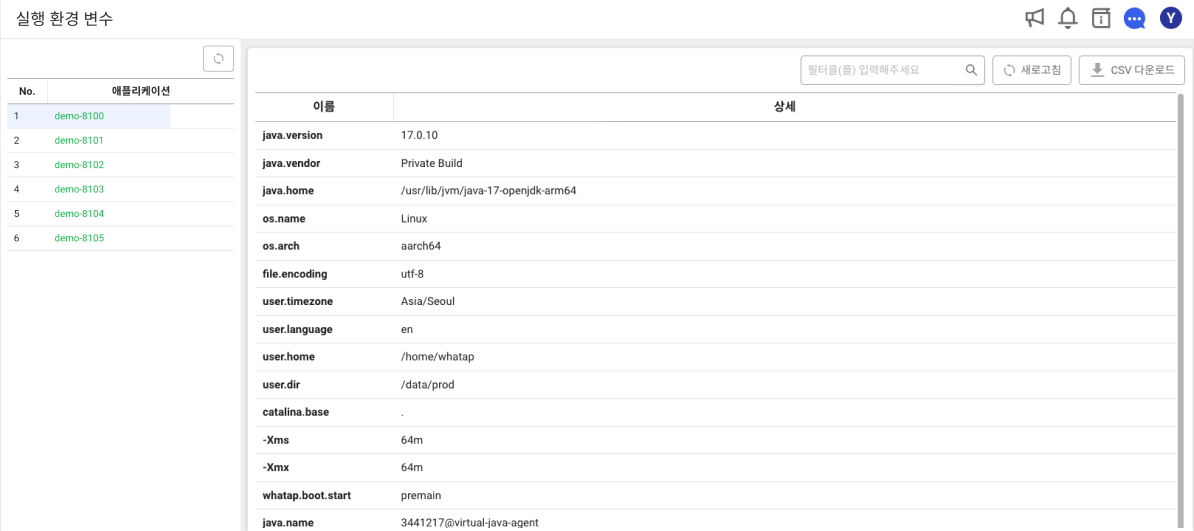 실행 환경 변수
Y
필터을(를) 입력해주세요
새로고침
CSV 다운로드
No. 애플리케이션
1 demo-8100
2 demo-8101
3 demo-8102
4 demo-8103
5 demo-8104
6 demo-8105
이름 상세
java.version 17.0.10
java.vendor Private Build
java.home /usr/lib/jvm/java-17-openjdk-arm64
os.name Linux
os.arch aarch64
file.encoding utf-8
user.timezone Asia/Seoul
user.language en
user.home /home/whatap
user.dir /data/prod
catalina.base .
-Xms 64m
-Xmx 64m
whatap.boot.start premain
java.name 3441217@virtual-java-agent